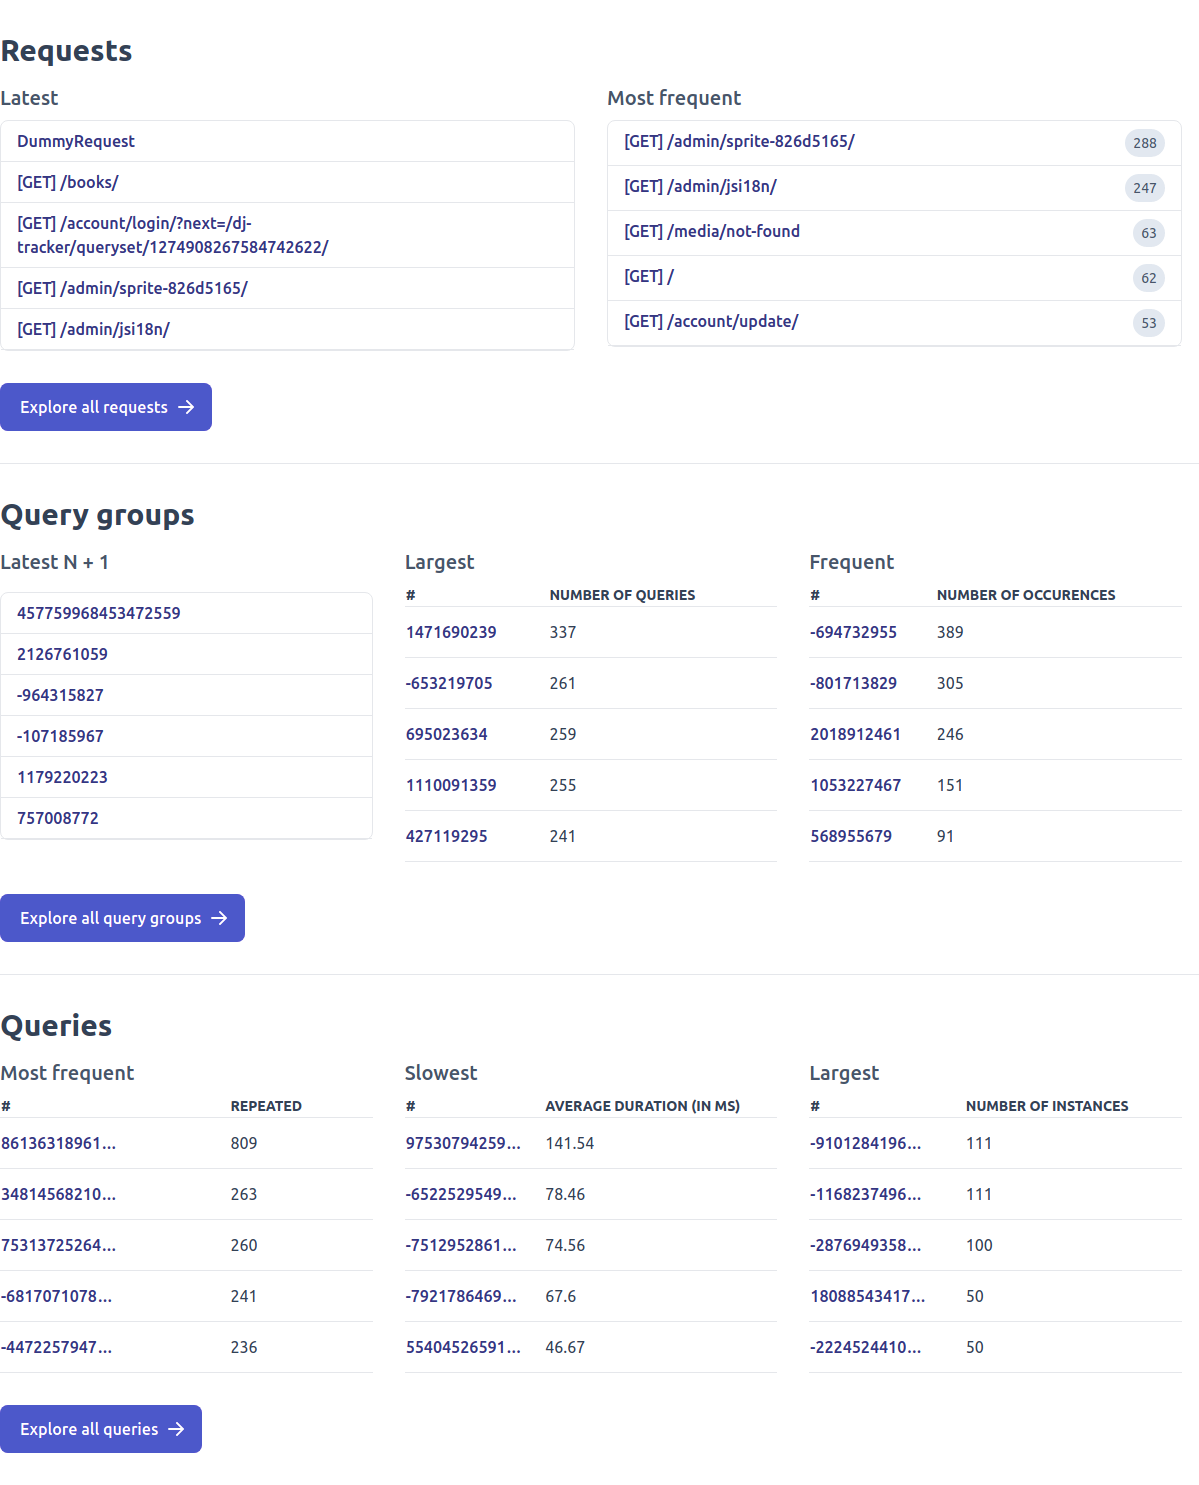 Requests
Latest
DummyRequest
[GET] /books/
[GET] /account/login/?next=/dj-
tracker/queryset/1274908267584742622/
[GET] /admin/sprite-826d5165/
[GET] /admin/jsi18n/
Most frequent
[GET] /admin/sprite-826d5165/ 288
[GET] /admin/jsi18n/ 247
[GET] /media/not-found 63
[GET] / 62
[GET] /account/update/ 53
Explore all requests →
Query groups
Latest N + 1
457759968453472559
2126761059
-964315827
-107185967
1179220223
757008772
Largest
# NUMBER OF QUERIES
1471690239 337
-653219705 261
695023634 259
1110091359 255
427119295 241
Frequent
# NUMBER OF OCCURENCES
-694732955 389
-801713829 305
2018912461 246
1053227467 151
568955679 91
Explore all query groups →
Queries
Most frequent
# REPEATED
86136318961... 809
34814568210... 263
75313725264... 260
-6817071078... 241
-4472257947... 236
Slowest
# AVERAGE DURATION (IN MS)
97530794259... 141.54
-6522529549... 78.46
-7512952861... 74.56
-7921786469... 67.6
55404526591... 46.67
Largest
# NUMBER OF INSTANCES
-9101284196... 111
-1168237496... 111
-2876949358... 100
18088543417... 50
-2224524410... 50
Explore all queries →